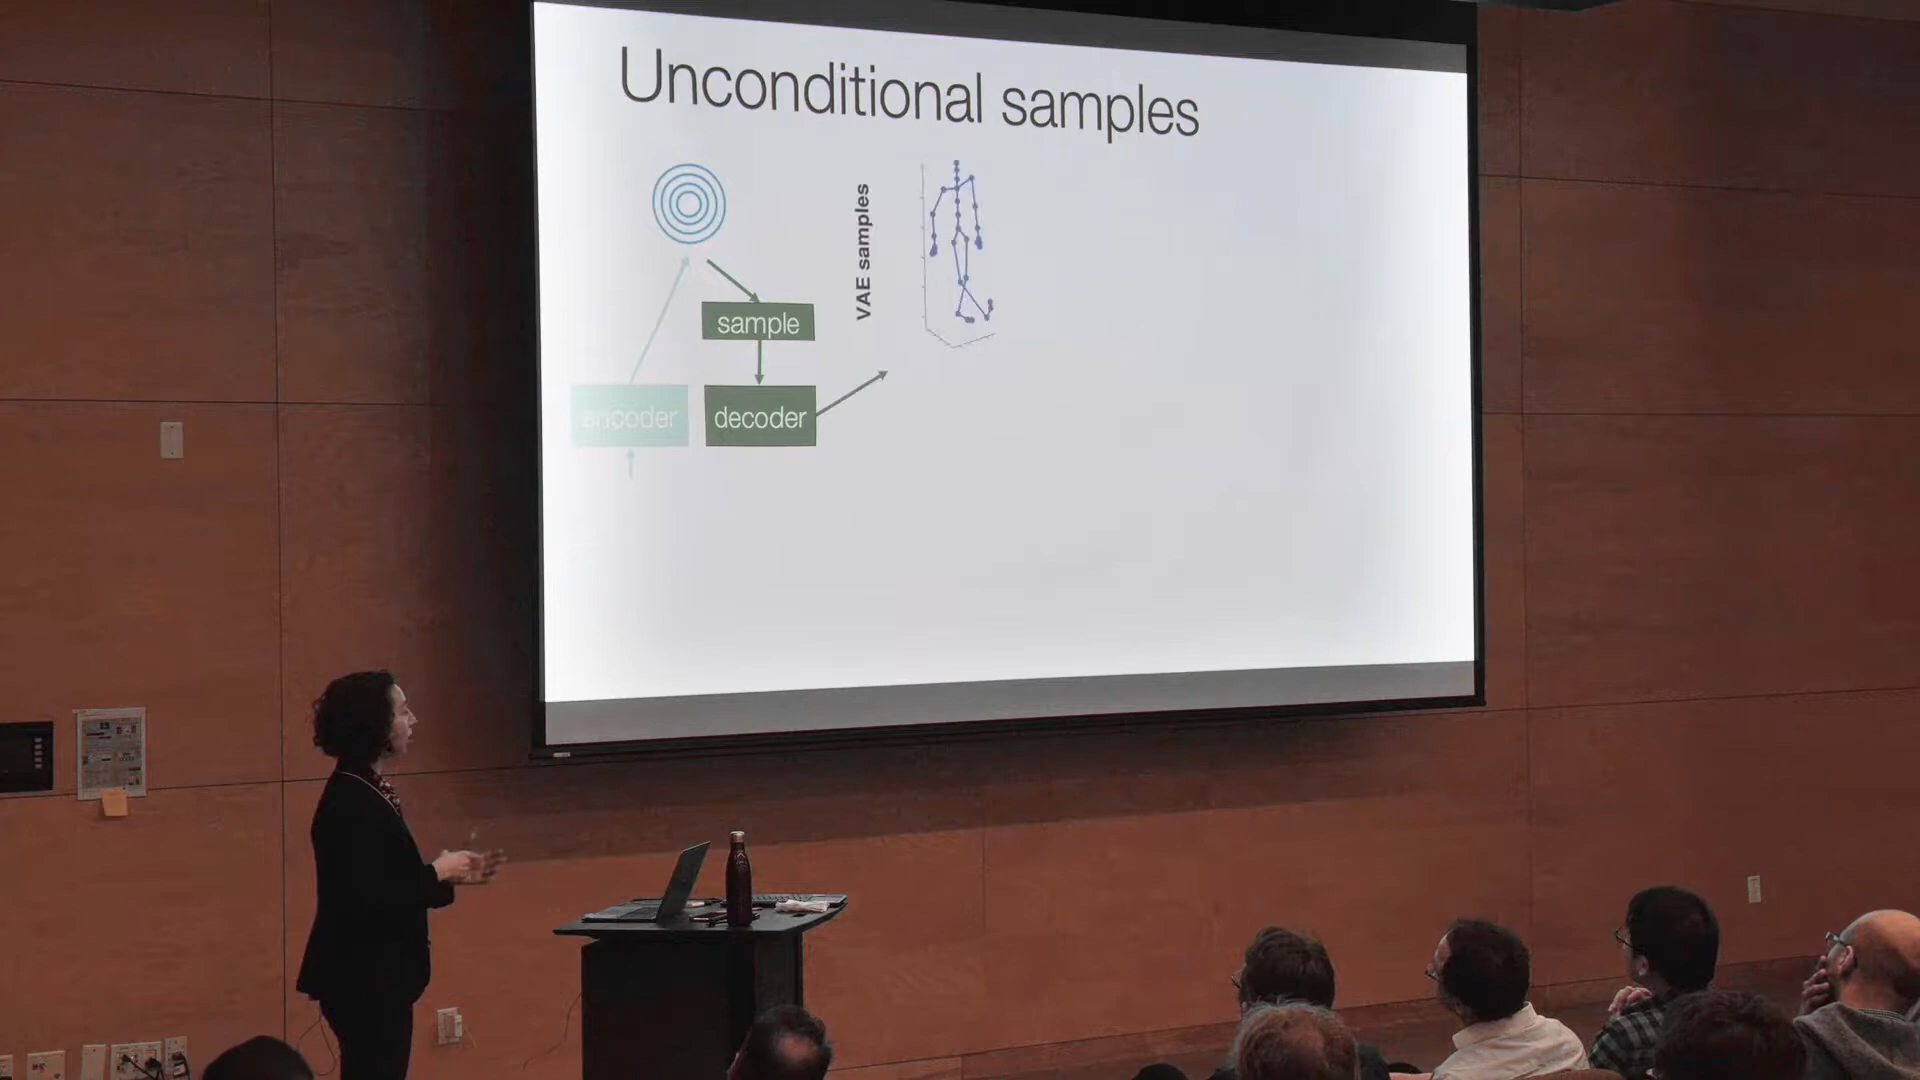 Unconditional samples
VAE samples
sample
encoder
decoder